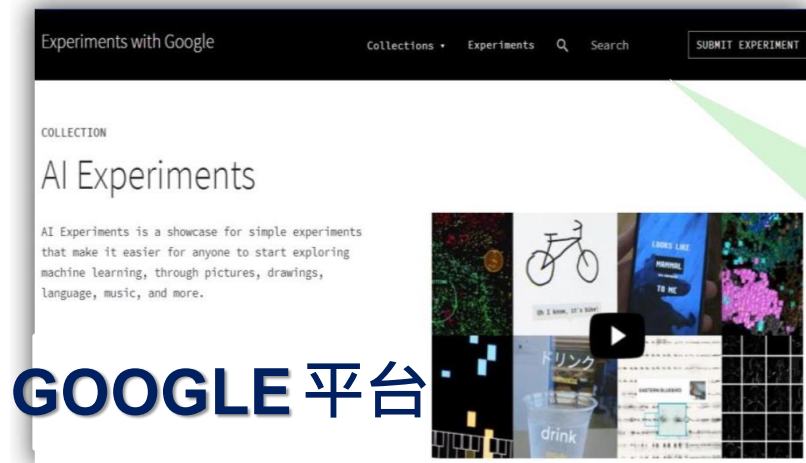 Experiments with Google
Collections ▾ Experiments Search SUBMIT EXPERIMENT
COLLECTION
AI Experiments
AI Experiments is a showcase for simple experiments
that make it easier for anyone to start exploring
machine learning, through pictures, drawings,
language, music, and more.
LOOKS LIKE
MAMMAL
TO ME
Oh I know, it's bike!
ドリンク
EASTERN BLUEBIRD
drink
GOOGLE 平台